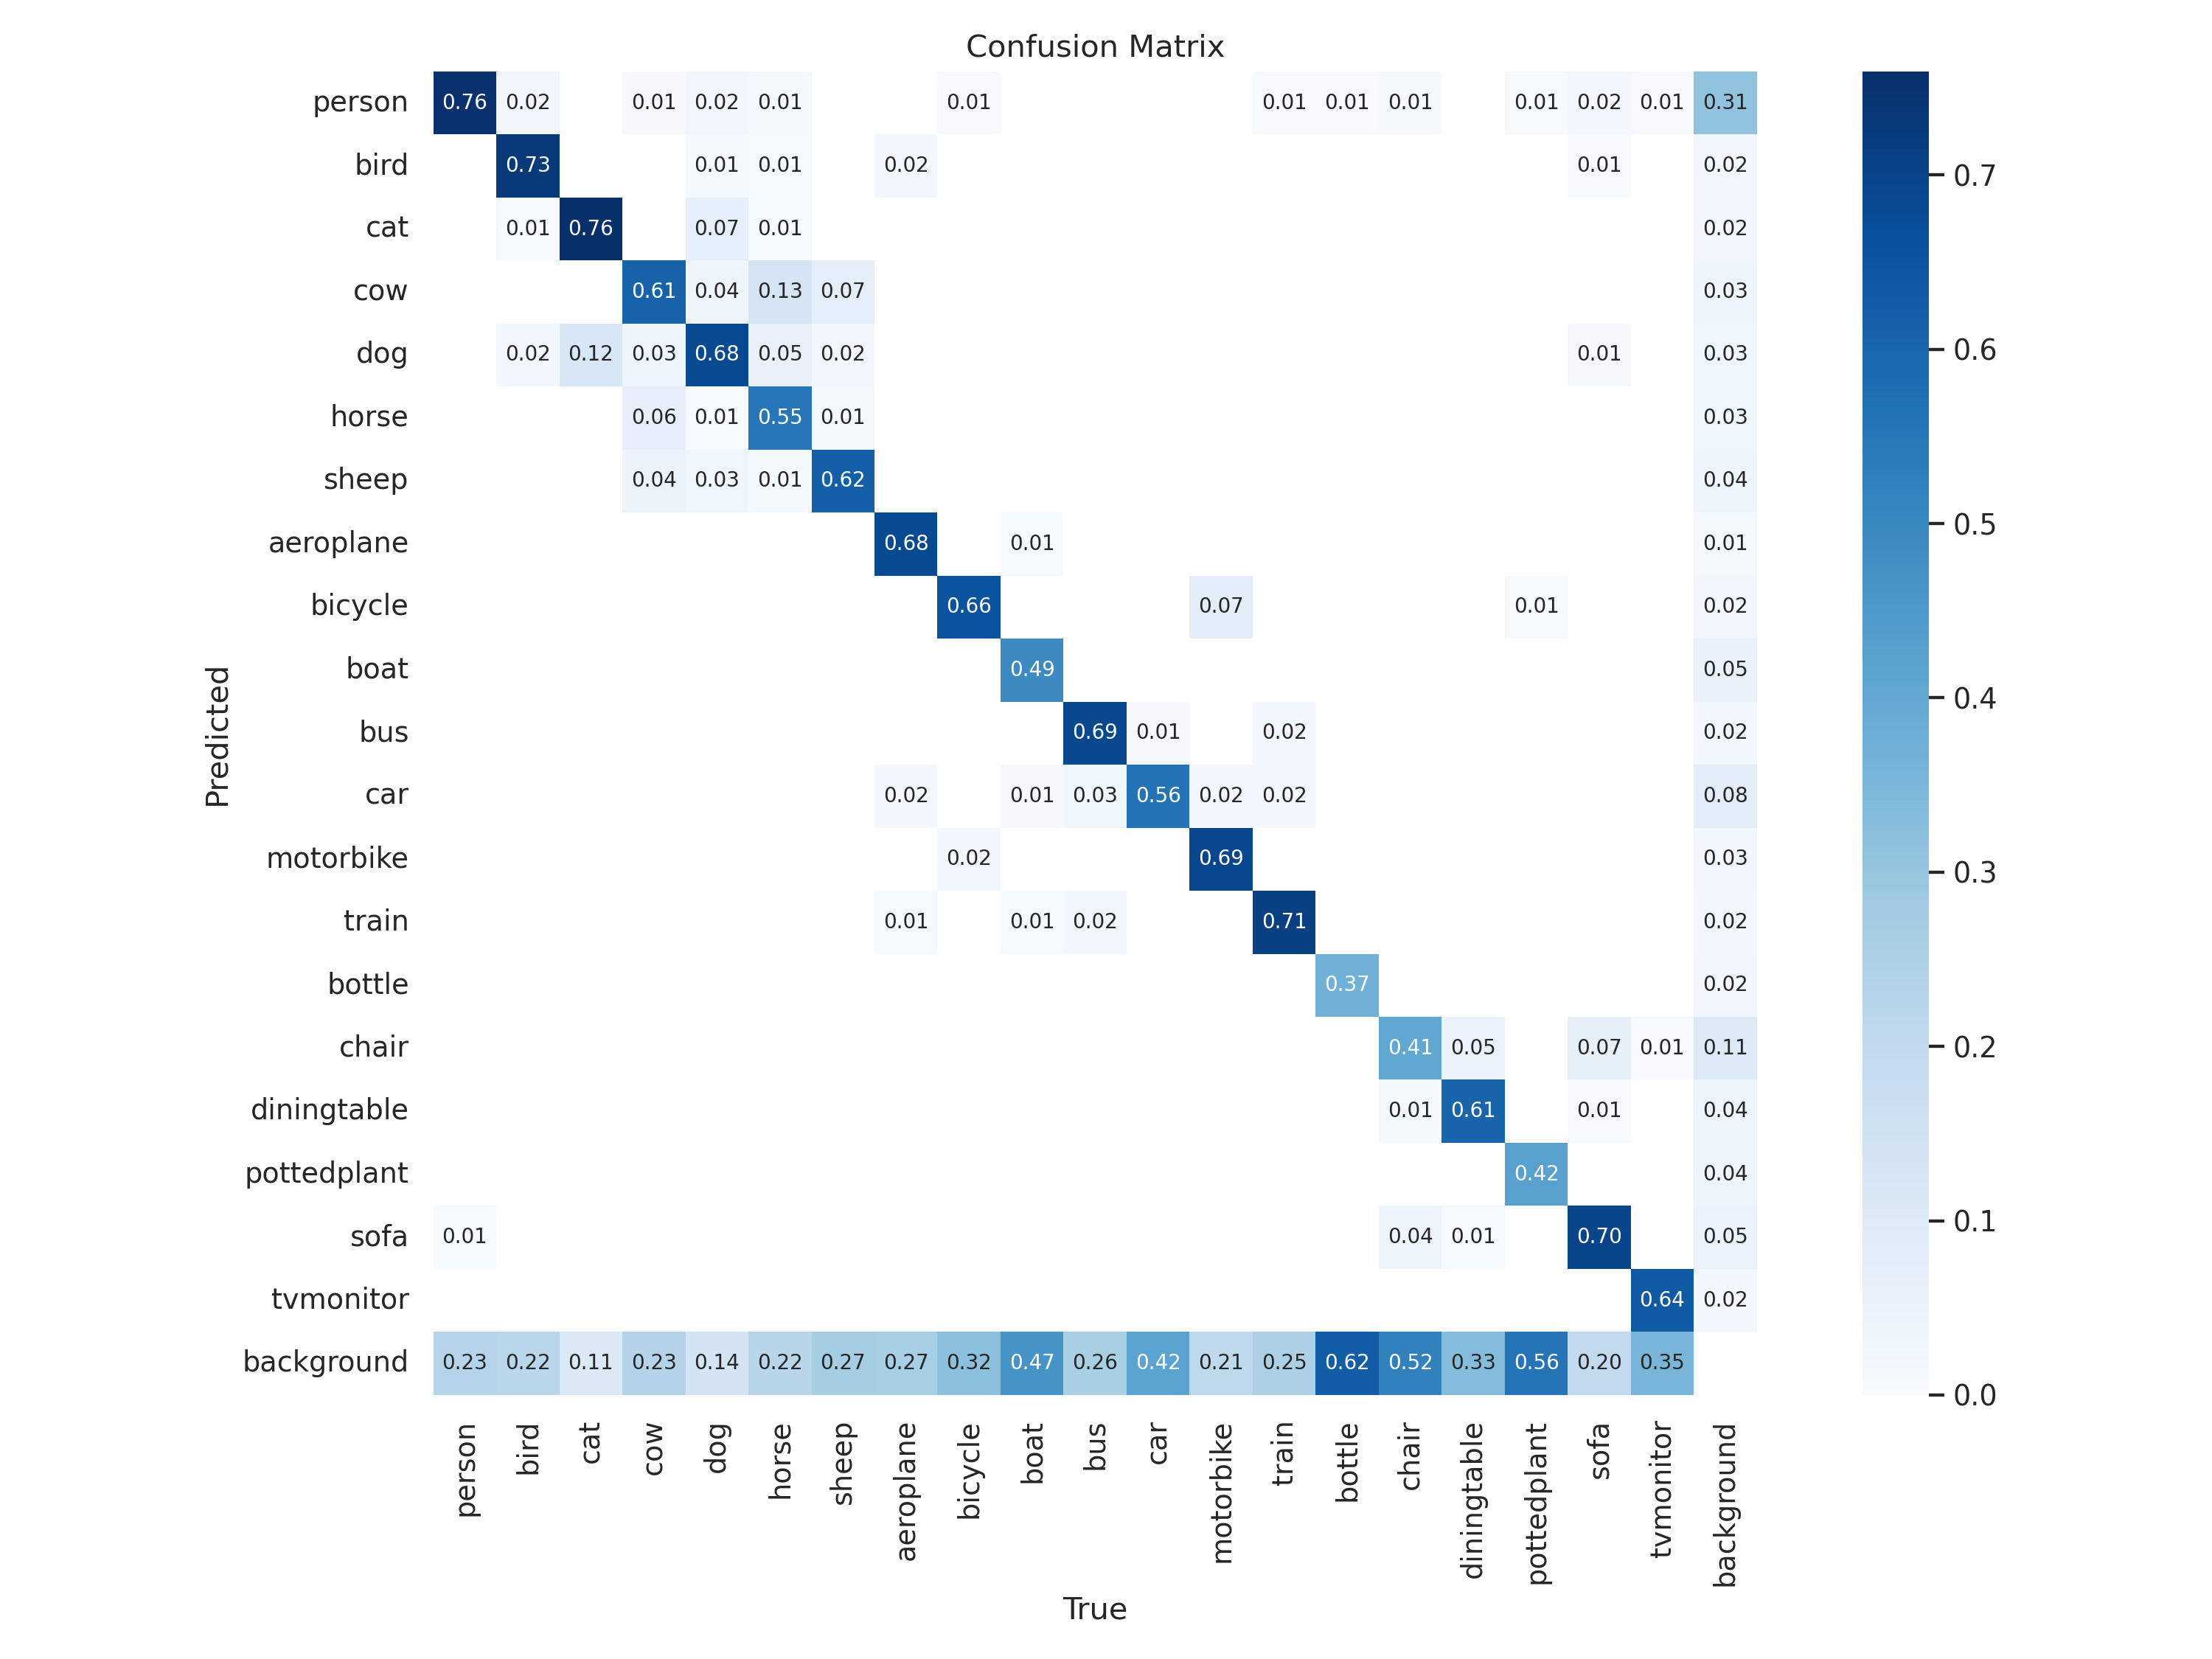 Confusion Matrix
person 0.76 0.02 0.01 0.02 0.01 0.01 0.01 0.01 0.01 0.01 0.02 0.01 0.31
bird 0.73 0.01 0.01 0.02 0.01 0.02
cat 0.01 0.76 0.07 0.01 0.02
cow 0.61 0.04 0.13 0.07 0.03
dog 0.02 0.12 0.03 0.68 0.05 0.02 0.01 0.03
horse 0.06 0.01 0.55 0.01 0.03
sheep 0.04 0.03 0.01 0.62 0.04
aeroplane 0.68 0.01 0.01
bicycle 0.66 0.07 0.01 0.02
boat 0.49 0.05
bus 0.69 0.01 0.02 0.02
car 0.02 0.01 0.03 0.56 0.02 0.02 0.08
motorbike 0.02 0.69 0.03
train 0.01 0.01 0.02 0.71 0.02
bottle 0.37 0.02
chair 0.41 0.05 0.07 0.01 0.11
diningtable 0.01 0.61 0.01 0.04
pottedplant 0.42 0.04
sofa 0.01 0.04 0.01 0.70 0.05
tvmonitor 0.64 0.02
background 0.23 0.22 0.11 0.23 0.14 0.22 0.27 0.27 0.32 0.47 0.26 0.42 0.21 0.25 0.62 0.52 0.33 0.56 0.20 0.35
Predicted
person bird cat cow dog horse sheep aeroplane bicycle boat bus car motorbike train bottle chair diningtable pottedplant sofa tvmonitor background
True
0.7
0.6
0.5
0.4
0.3
0.2
0.1
0.0